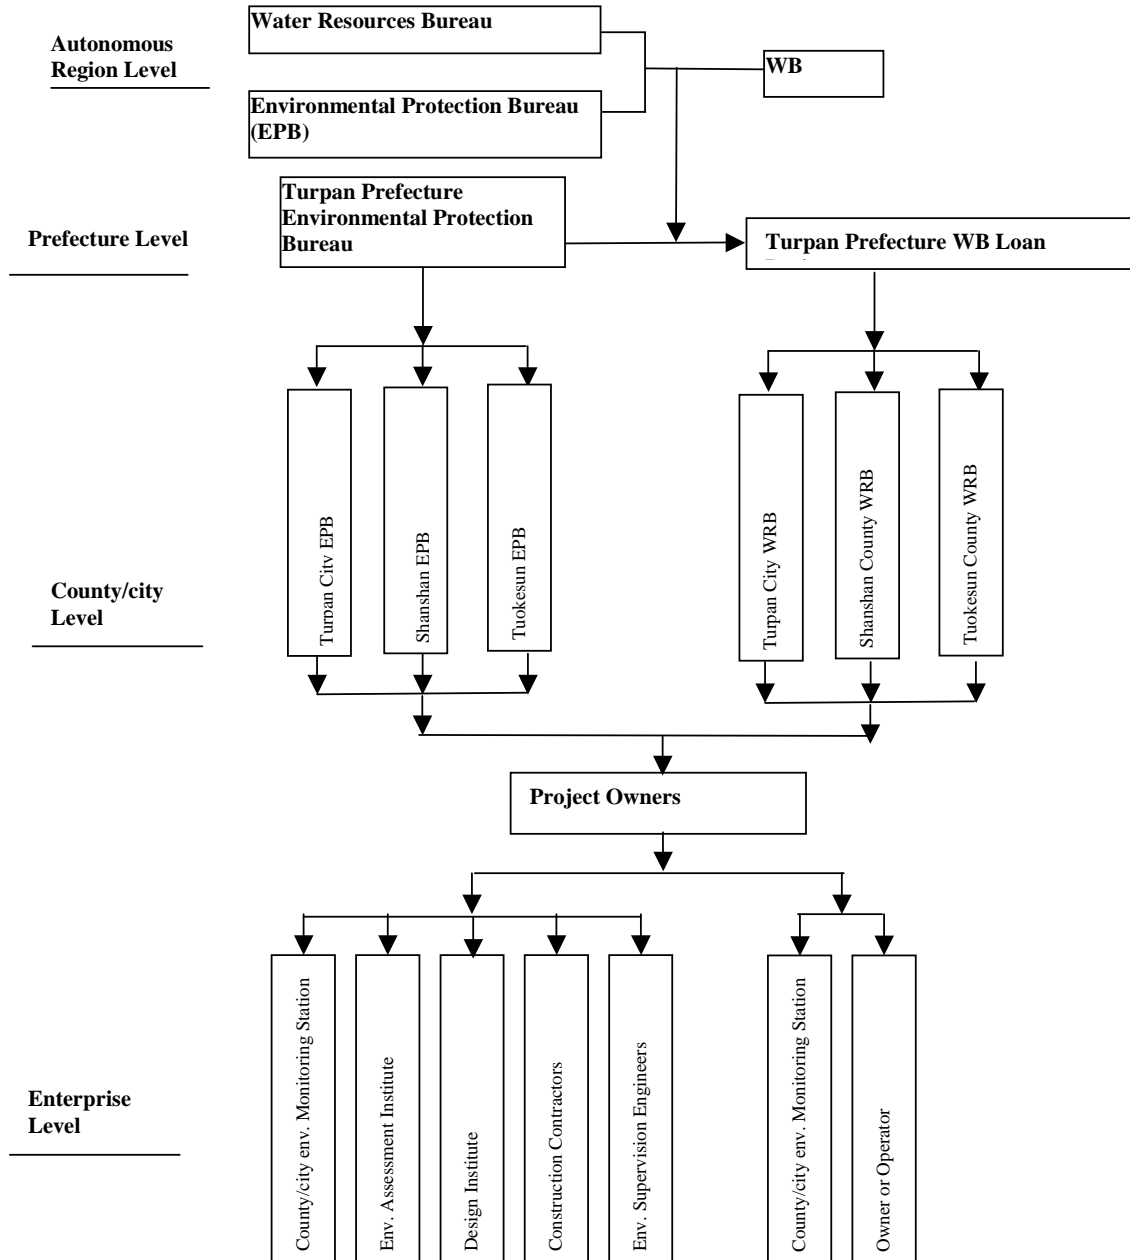 Autonomous
Region Level
Water Resources Bureau
WB
Environmental Protection Bureau
(EPB)
Prefecture Level
Turpan Prefecture
Environmental Protection
Bureau
Turpan Prefecture WB Loan
County/city
Level
Turpan City EPB
Shanshan EPB
Tuokesun EPB
Turpan City WRB
Shanshan County WRB
Tuokesun County WRB
Project Owners
Enterprise
Level
County/city env. Monitoring Station
Env. Assessment Institute
Design Institute
Construction Contractors
Env. Supervision Engineers
County/city env. Monitoring Station
Owner or Operator